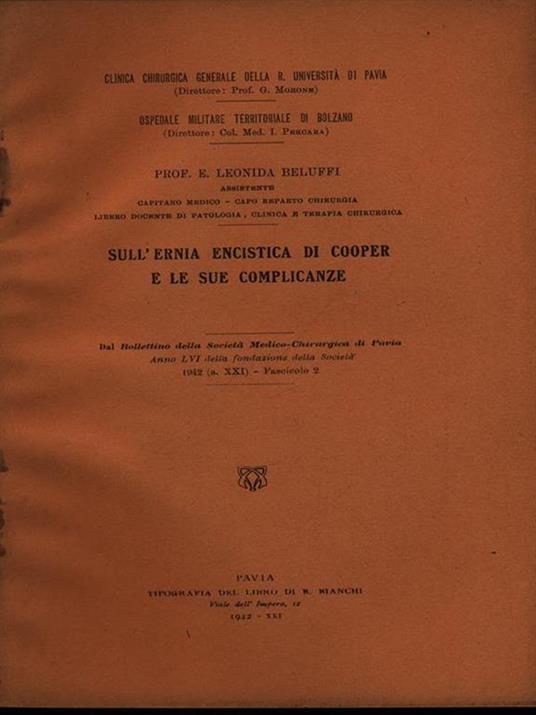 CLINICA CHIRURGICA GENERALE DELLA R. UNIVERSITÀ DI PAVIA
(Direttore: Prof. G. MORONE)
OSPEDALE MILITARE TERRITORIALE DI BOLZANO
(Direttore: Col. Med. I. PERGARA)
PROF. E. LEONIDA BELUFFI
ASSISTENTE
CAPITANO MEDICO - CAPO REPARTO CHIRURGIA
LIBERO DOCENTE DI PATOLOGIA, CLINICA E TERAPIA CHIRURGICA
SULL'ERNIA ENCISTICA DI COOPER
E LE SUE COMPLICANZE
Dal Bollettino della Società Medico-Chirurgica di Pavia
Anno LVI della fondazione della Società
1942 (a. XXI) - Fascicolo 2
PAVIA
TIPOGRAFIA DEL LIBRO DI R. BIANCHI
Viale dell' Impero, 12
1942 - XXI